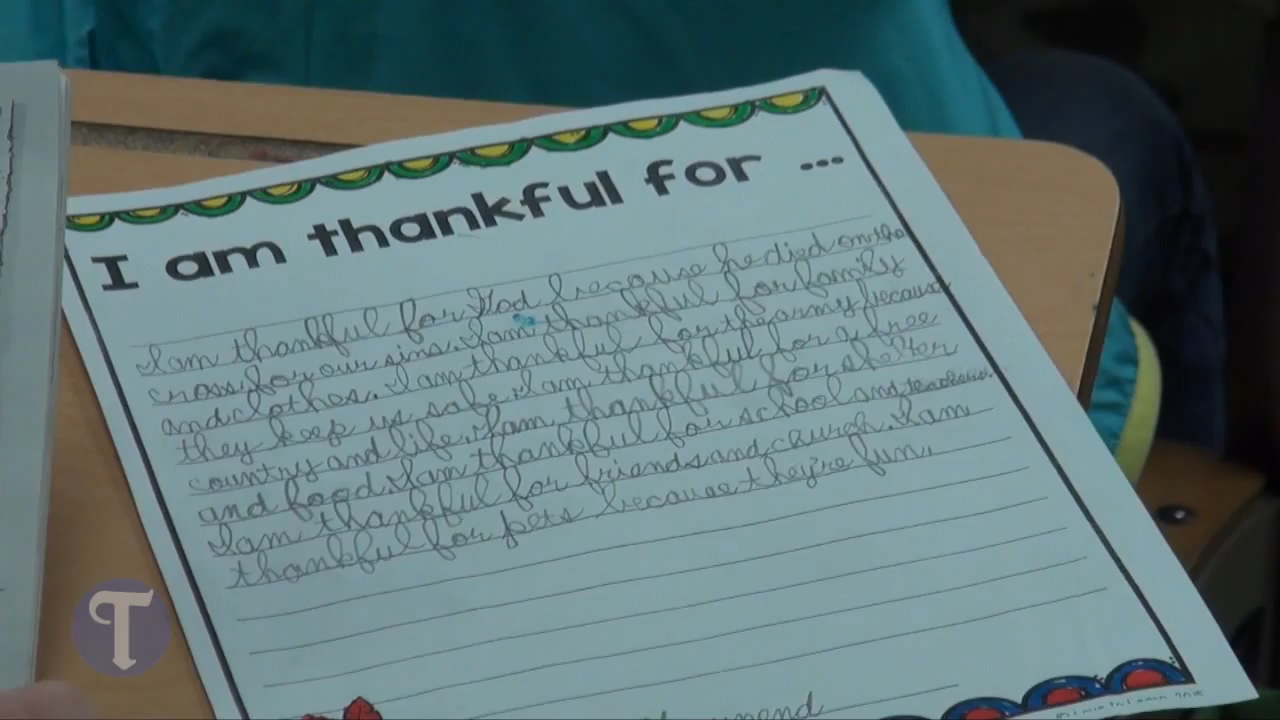 I am thankful for ...
I am thankful for God because he died on the
cross for our sins. I am thankful for family
and clothes. I am thankful for the army because
they keep us safe. I am thankful for a free
country and life. I am thankful for shelter
and food. I am thankful for school and teachers.
I am thankful for friends and church. I am
thankful for pets because they're fun.
T